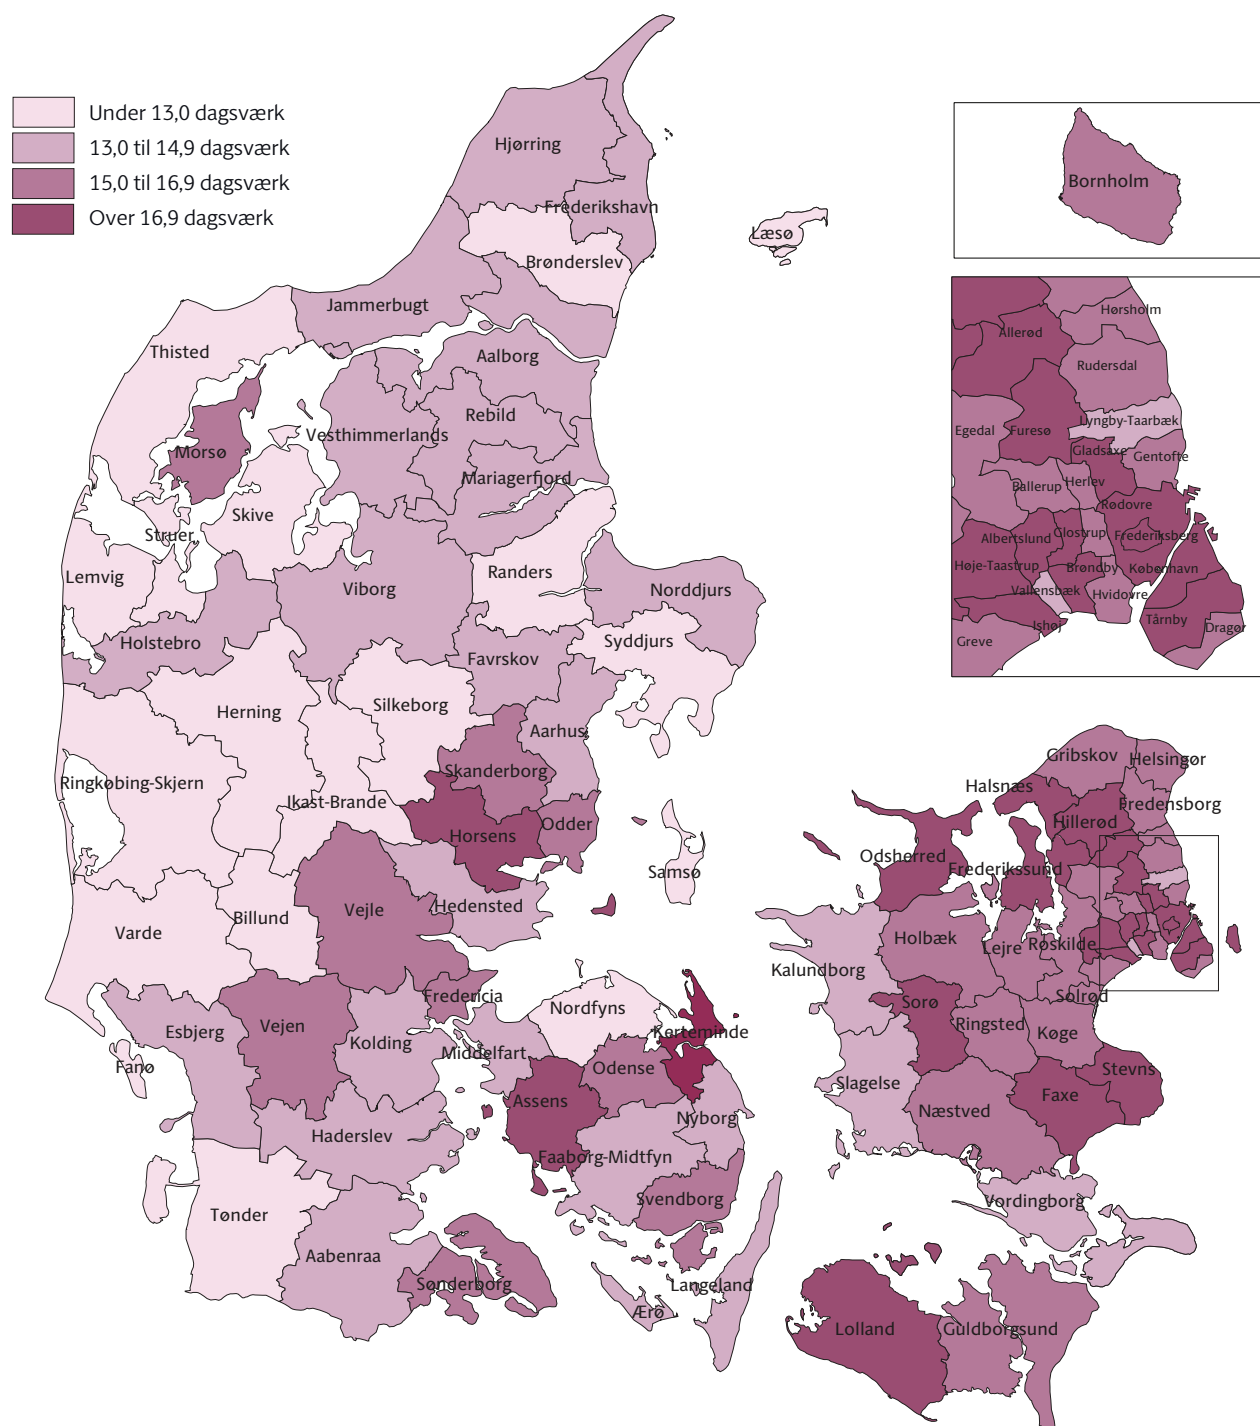 Under 13,0 dagsværk
13,0 til 14,9 dagsværk
15,0 til 16,9 dagsværk
Over 16,9 dagsværk
Hjørring
Frederikshavn
Læsø
Brønderslev
Jammerbugt
Thisted
Aalborg
Rebild
Vesthimmerlands
Morsø
Mariagerfjord
Skive
Struer
Lemvig
Randers
Viborg
Norddjurs
Holstebro
Syddjurs
Favrskov
Silkeborg
Herning
Aarhus
Skanderborg
Ringkøbing-Skjern
Ikast-Brande
Horsens
Odder
Samsø
Hedensted
Vejle
Billund
Varde
Fredericia
Nordfyns
Vejen
Esbjerg
Kerteminde
Kolding
Middelfart
Fanø
Odense
Assens
Nyborg
Haderslev
Faaborg-Midtfyn
Svendborg
Tønder
Aabenraa
Sønderborg
Langeland
Ærø
Bornholm
Hørsholm
Allerød
Rudersdal
Lyngby-Taarbæk
Egedal
Furesø
Gladsaxe
Gentofte
Ballerup
Herlev
Rødovre
Albertslund
Glostrup
Frederiksberg
Høje-Taastrup
Brøndby
København
Vallensbæk
Hvidovre
Ishøj
Tårnby
Greve
Dragør
Gribskov
Helsingør
Halsnæs
Fredensborg
Hillerød
Odsherred
Frederikssund
Holbæk
Lejre
Roskilde
Kalundborg
Solrød
Sorø
Ringsted
Køge
Stevns
Slagelse
Faxe
Næstved
Vordingborg
Lolland
Guldborgsund